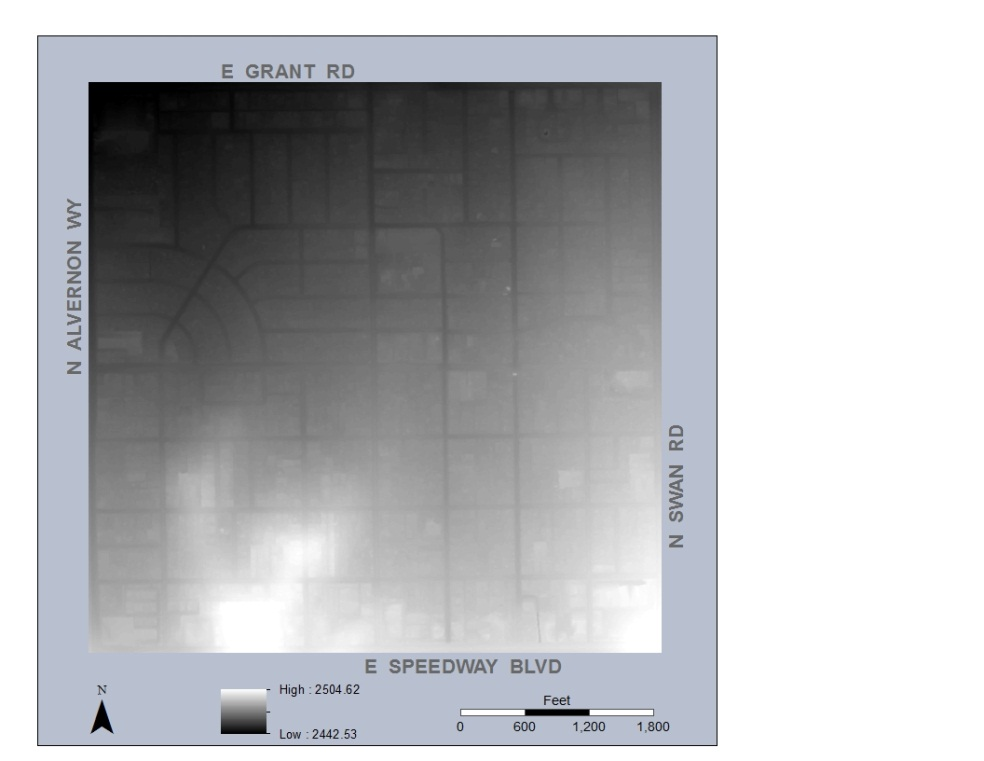 E GRANT RD
N ALVERNON WY
N SWAN RD
E SPEEDWAY BLVD
N
High : 2504.62
Low : 2442.53
Feet
0 600 1,200 1,800